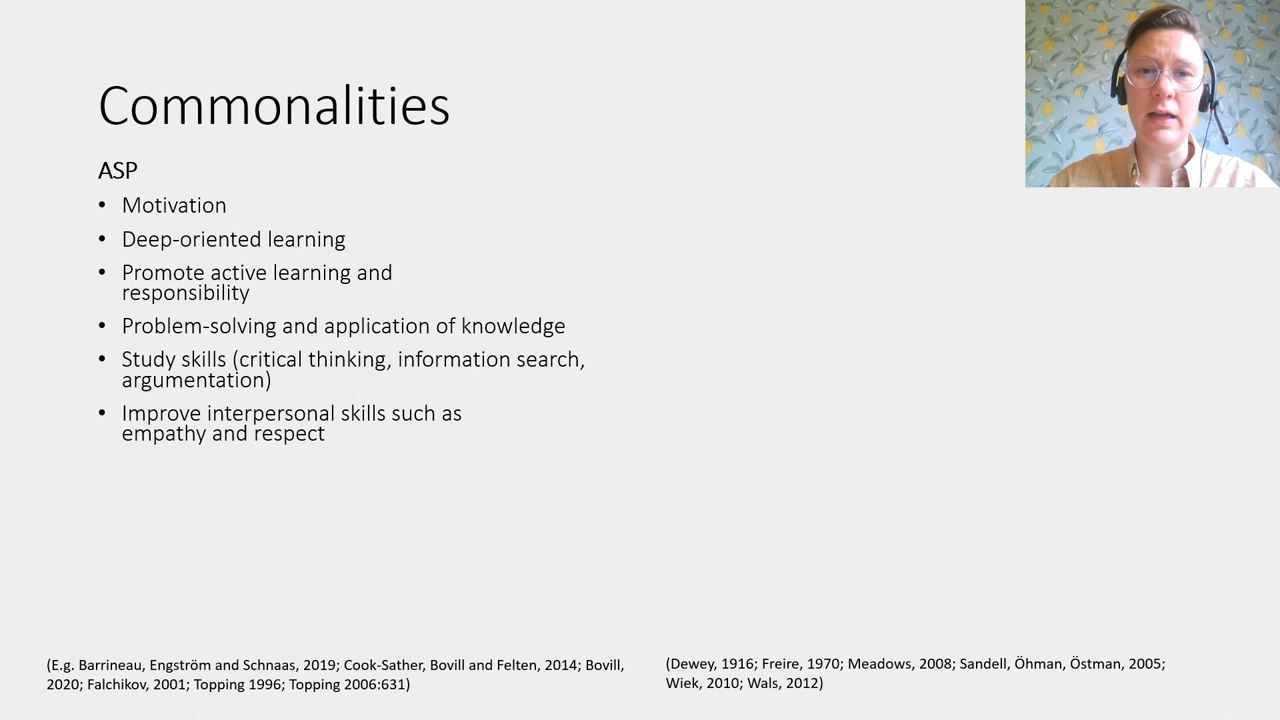 Commonalities
ASP
• Motivation
• Deep-oriented learning
• Promote active learning and
responsibility
• Problem-solving and application of knowledge
• Study skills (critical thinking, information search,
argumentation)
• Improve interpersonal skills such as
empathy and respect
(E.g. Barrineau, Engström and Schnaas, 2019; Cook-Sather, Bovill and Felten, 2014; Bovill,
2020; Falchikov, 2001; Topping 1996; Topping 2006:631)
(Dewey, 1916; Freire, 1970; Meadows, 2008; Sandell, Öhman, Östman, 2005;
Wiek, 2010; Wals, 2012)